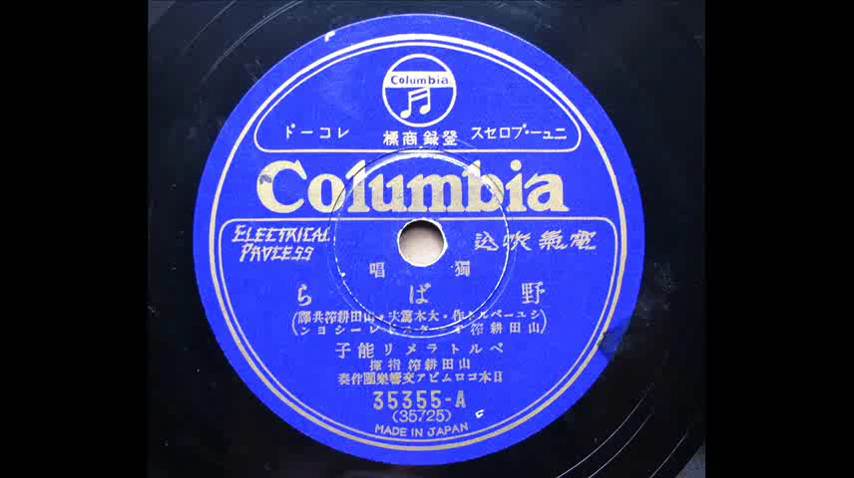 Columbia
ニュー・プロセス 登録商標 レコード
Columbia
ELECTRICAL PROCESS
電氣吹込
獨唱
野ばら
(シユーベルト作・大木篤夫・山田耕筰共譯)
(山田耕筰オーケストレーシヨン)
ベルトラメリ能子
山田耕筰指揮
日本コロムビア交響樂團伴奏
35355-A
(35725)
MADE IN JAPAN